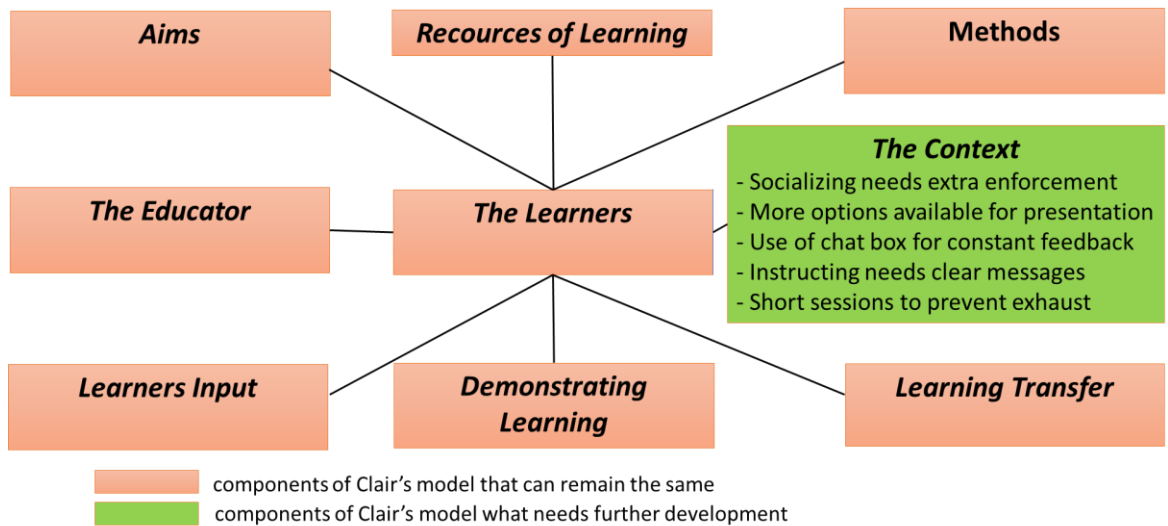 Aims
Recources of Learning
Methods
The Educator
The Learners
The Context
- Socializing needs extra enforcement
- More options available for presentation
- Use of chat box for constant feedback
- Instructing needs clear messages
- Short sessions to prevent exhaust
Learners Input
Demonstrating
Learning
Learning Transfer
components of Clair’s model that can remain the same
components of Clair’s model what needs further development